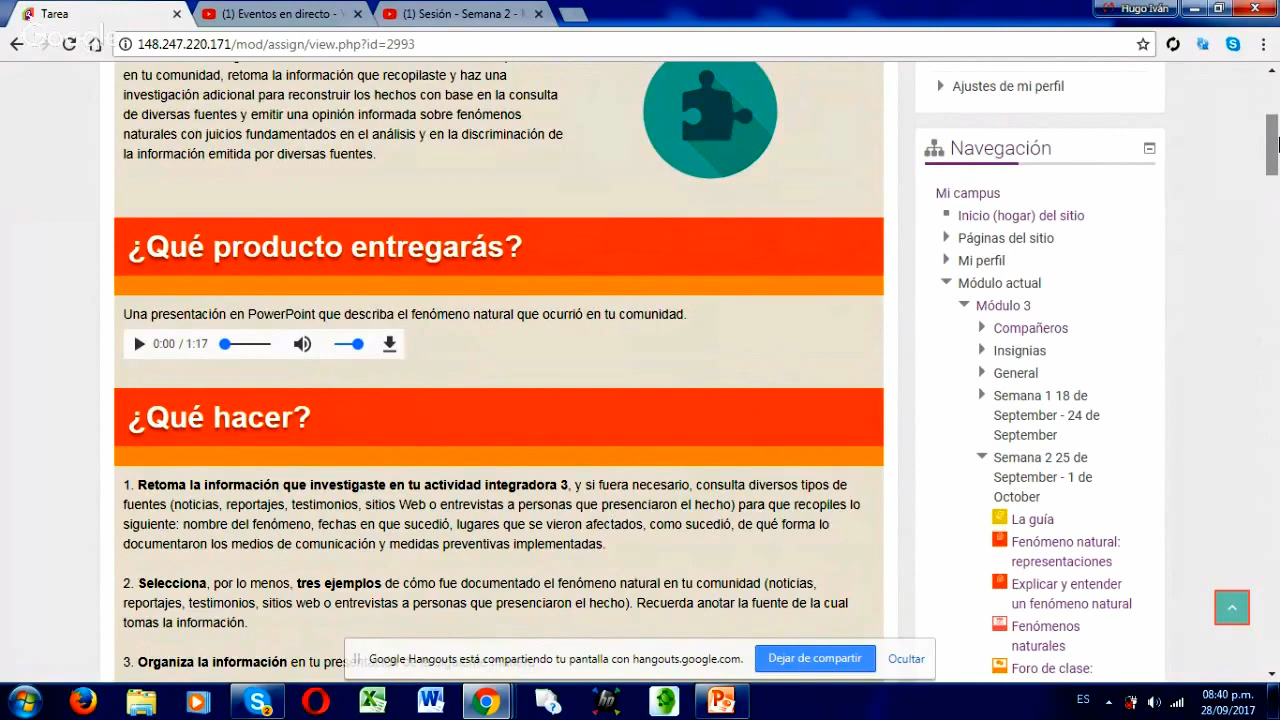 Tarea
(1) Eventos en directo -
(1) Sesión - Semana 2 -
Hugo Iván
Google
148.247.220.171/mod/assign/view.php?id=2993
en tu comunidad, retoma la información que recopilaste y haz una
investigación adicional para reconstruir los hechos con base en la consulta
de diversas fuentes y emitir una opinión informada sobre fenómenos
naturales con juicios fundamentados en el análisis y en la discriminación de
la información emitida por diversas fuentes.
¿Qué producto entregarás?
Una presentación en PowerPoint que describa el fenómeno natural que ocurrió en tu comunidad.
0:00 / 1:17
¿Qué hacer?
1. Retoma la información que investigaste en tu actividad integradora 3, y si fuera necesario, consulta diversos tipos de
fuentes (noticias, reportajes, testimonios, sitios Web o entrevistas a personas que presenciaron el hecho) para que recopiles lo
siguiente: nombre del fenómeno, fechas en que sucedió, lugares que se vieron afectados, como sucedió, de qué forma lo
documentaron los medios de comunicación y medidas preventivas implementadas.
2. Selecciona, por lo menos, tres ejemplos de cómo fue documentado el fenómeno natural en tu comunidad (noticias,
reportajes, testimonios, sitios web o entrevistas a personas que presenciaron el hecho). Recuerda anotar la fuente de la cual
tomas la información.
3. Organiza la información en tu pres
Ajustes de mi perfil
Navegación
Mi campus
Inicio (hogar) del sitio
Páginas del sitio
Mi perfil
Módulo actual
Módulo 3
Compañeros
Insignias
General
Semana 1 18 de
September - 24 de
September
Semana 2 25 de
September - 1 de
October
La guía
Fenómeno natural:
representaciones
Explicar y entender
un fenómeno natural
Fenómenos
naturales
Foro de clase:
Google Hangouts está compartiendo tu pantalla con hangouts.google.com.
Dejar de compartir
Ocultar
ES
08:40 p.m.
28/09/2017